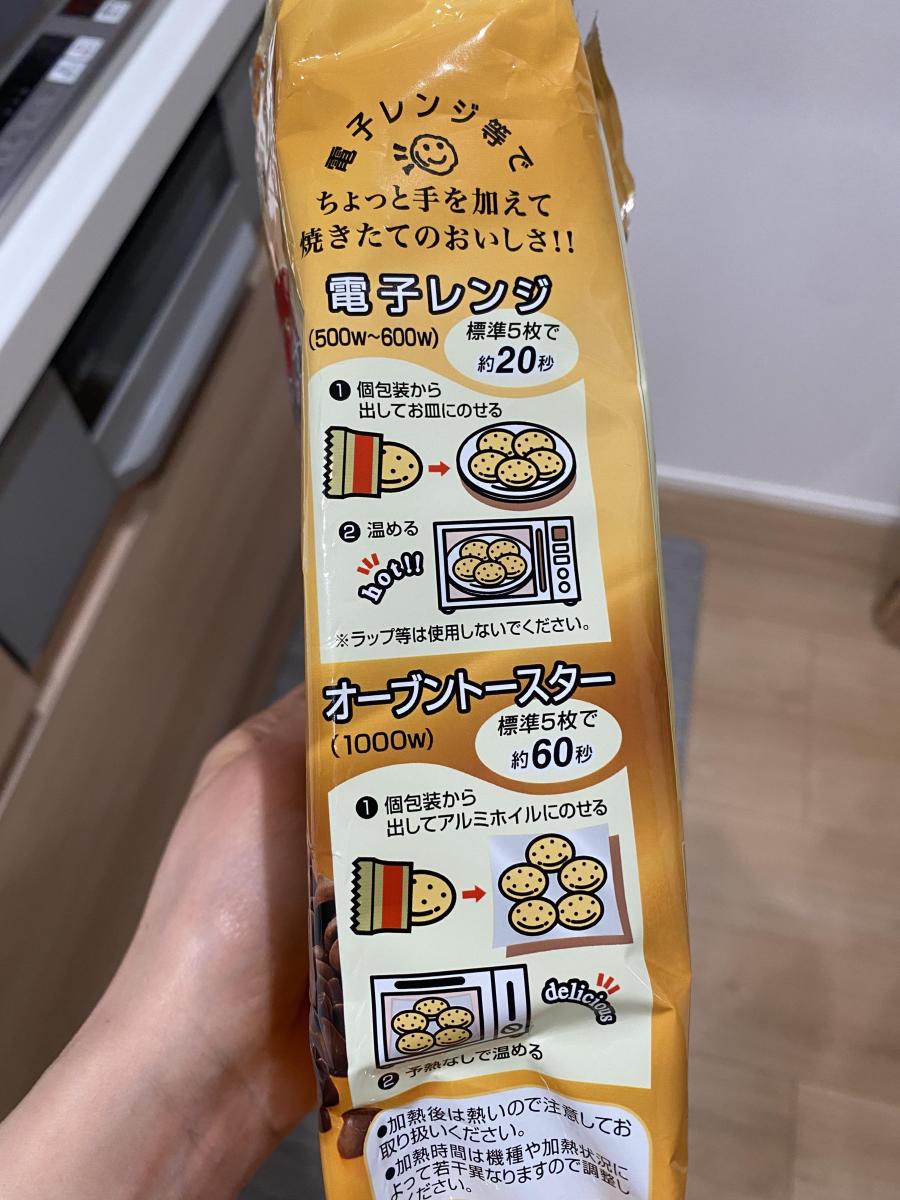 電子レンジ等で
ちょっと手を加えて
焼きたてのおいしさ!!
電子レンジ
(500w~600w)
標準5枚で
約20秒
❶ 個包装から
出してお皿にのせる
❷ 温める
hot!!
※ラップ等は使用しないでください。
オーブントースター
(1000w)
標準5枚で
約60秒
❶ 個包装から
出してアルミホイルにのせる
delicious
❷ 予熱なしで温める
●加熱後は熱いので注意してお
取り扱いください。
●加熱時間は機種や加熱状況に
よって若干異なりますので調整し
てください。